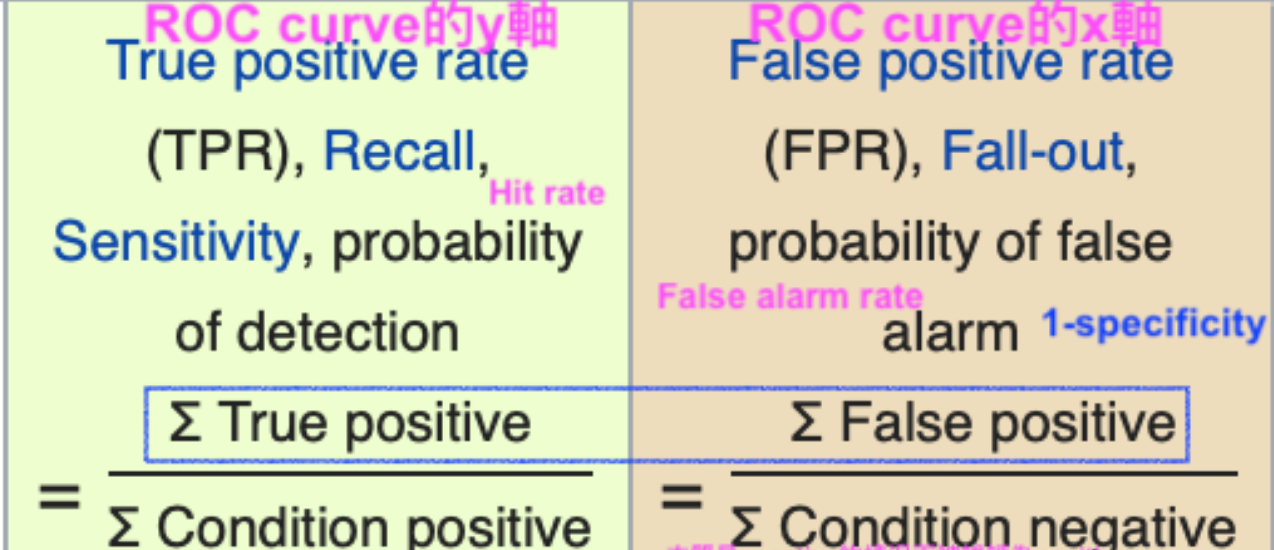 ROC curve的y軸
True positive rate
(TPR), Recall,
Hit rate
Sensitivity, probability
of detection
Σ True positive
=
Σ Condition positive
ROC curve的x軸
False positive rate
(FPR), Fall-out,
probability of false
False alarm rate
alarm 1-specificity
Σ False positive
=
Σ Condition negative